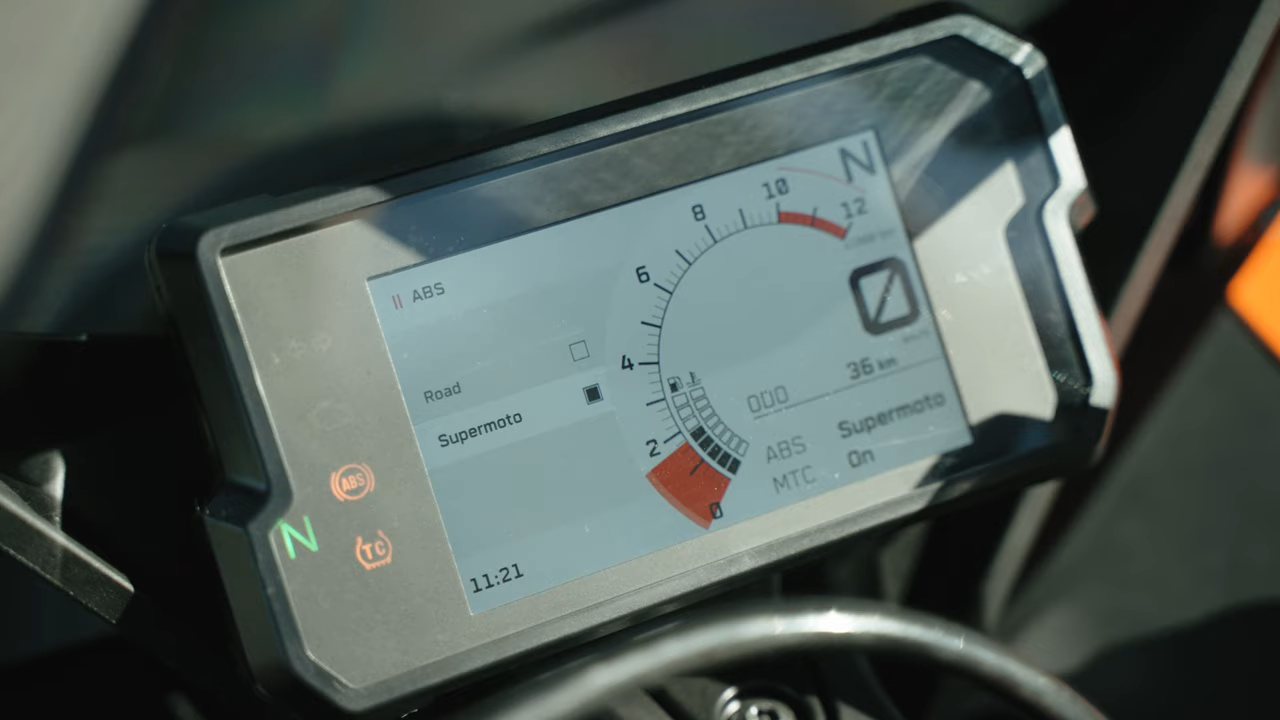 ABS
Road
Supermoto
11:21
ABS
N
TC
0
2
4
6
8
10
12
N
0
ODO 36 km
ABS Supermoto
MTC On